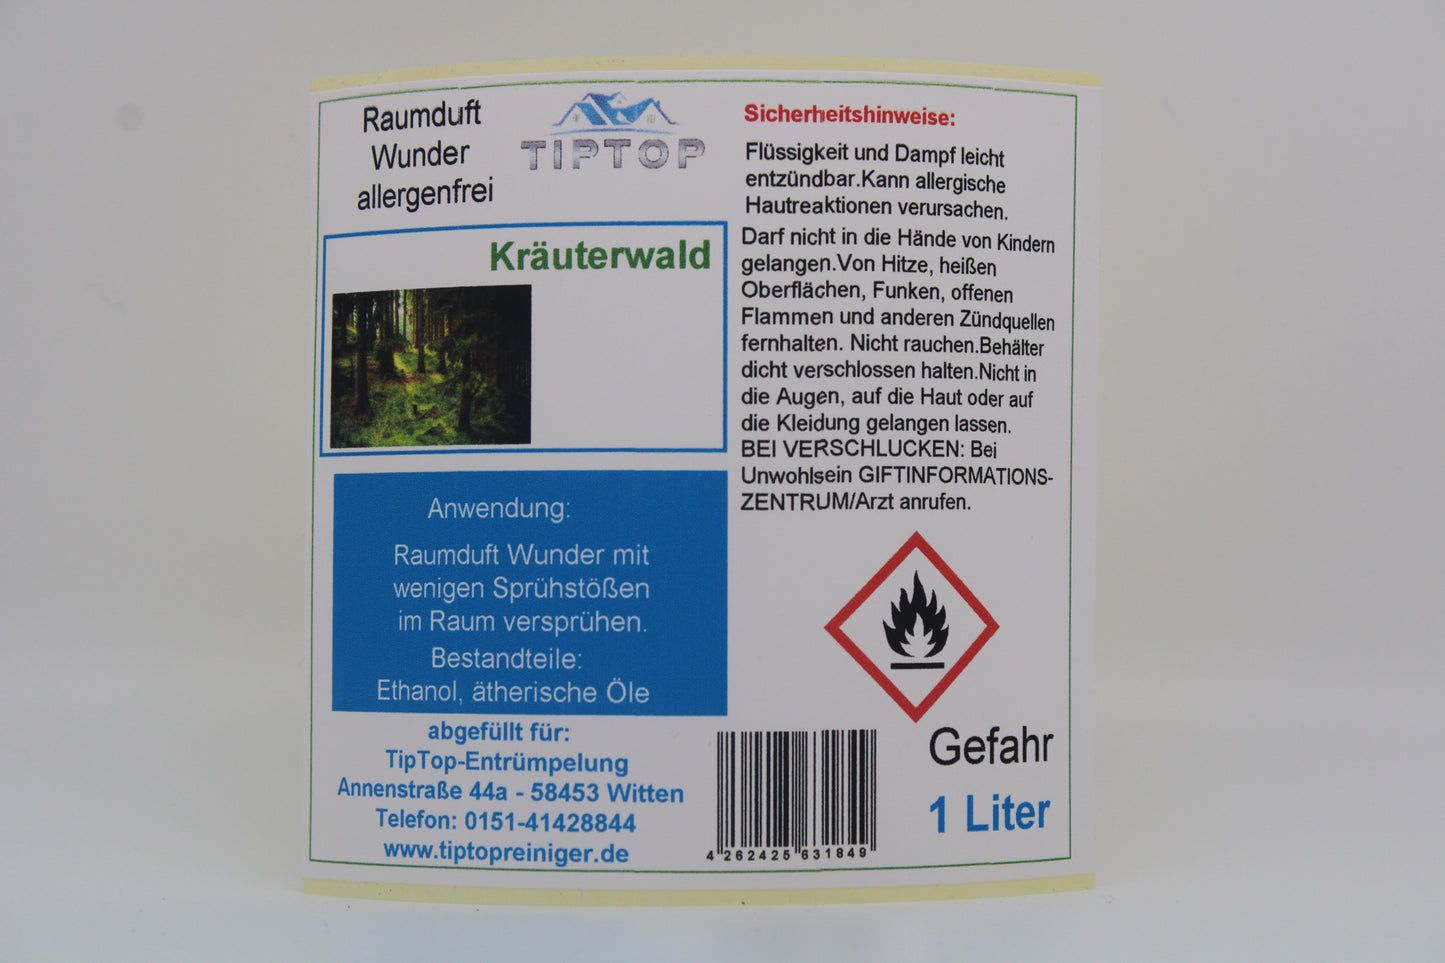 Raumduft
Wunder
allergenfrei
TIPTOP
Kräuterwald
Anwendung:
Raumduft Wunder mit
wenigen Sprühstößen
im Raum versprühen.
Bestandteile:
Ethanol, ätherische Öle
abgefüllt für:
TipTop-Entrümpelung
Annenstraße 44a - 58453 Witten
Telefon: 0151-41428844
www.tiptopreiniger.de
Sicherheitshinweise:
Flüssigkeit und Dampf leicht
entzündbar.Kann allergische
Hautreaktionen verursachen.
Darf nicht in die Hände von Kindern
gelangen.Von Hitze, heißen
Oberflächen, Funken, offenen
Flammen und anderen Zündquellen
fernhalten. Nicht rauchen.Behälter
dicht verschlossen halten.Nicht in
die Augen, auf die Haut oder auf
die Kleidung gelangen lassen.
BEI VERSCHLUCKEN: Bei
Unwohlsein GIFTINFORMATIONS-
ZENTRUM/Arzt anrufen.
Gefahr
1 Liter
4 262425 631849